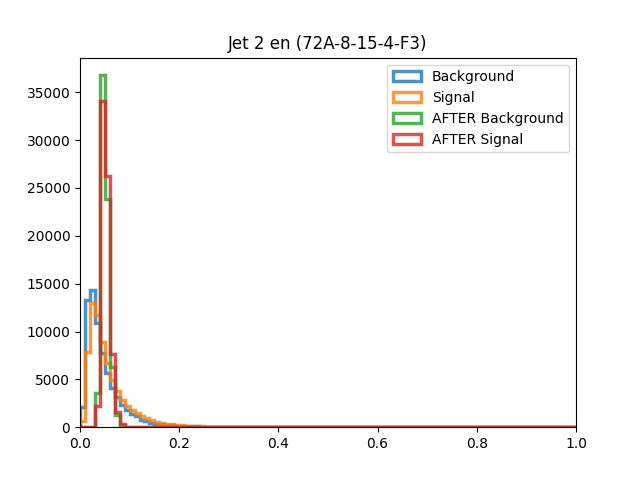 Jet 2 en (72A-8-15-4-F3)
Background
Signal
AFTER Background
AFTER Signal
35000
30000
25000
20000
15000
10000
5000
0
0.0 0.2 0.4 0.6 0.8 1.0